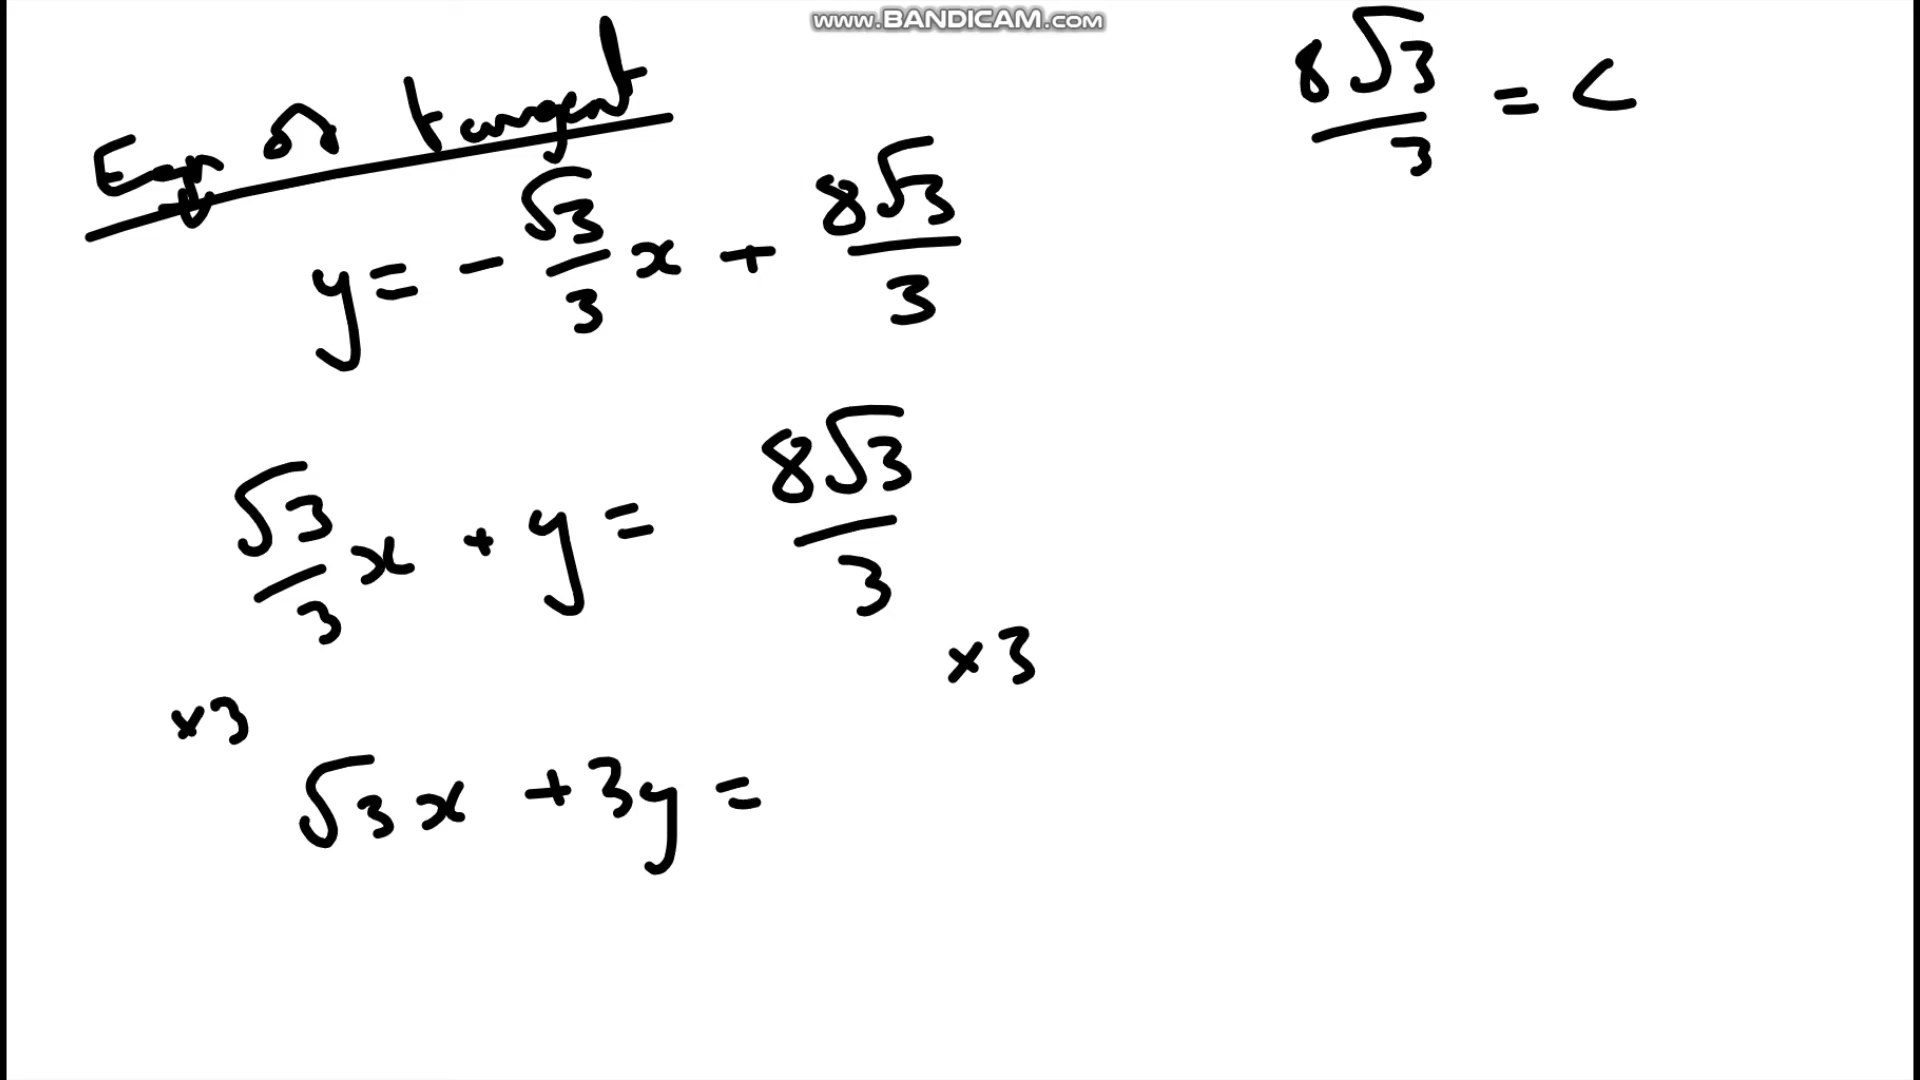 www.BANDICAM.com
8√3/3 = c
Eqn of tangent
y = - √3/3 x + 8√3/3
√3/3 x + y = 8√3/3
×3 ×3
√3x + 3y =